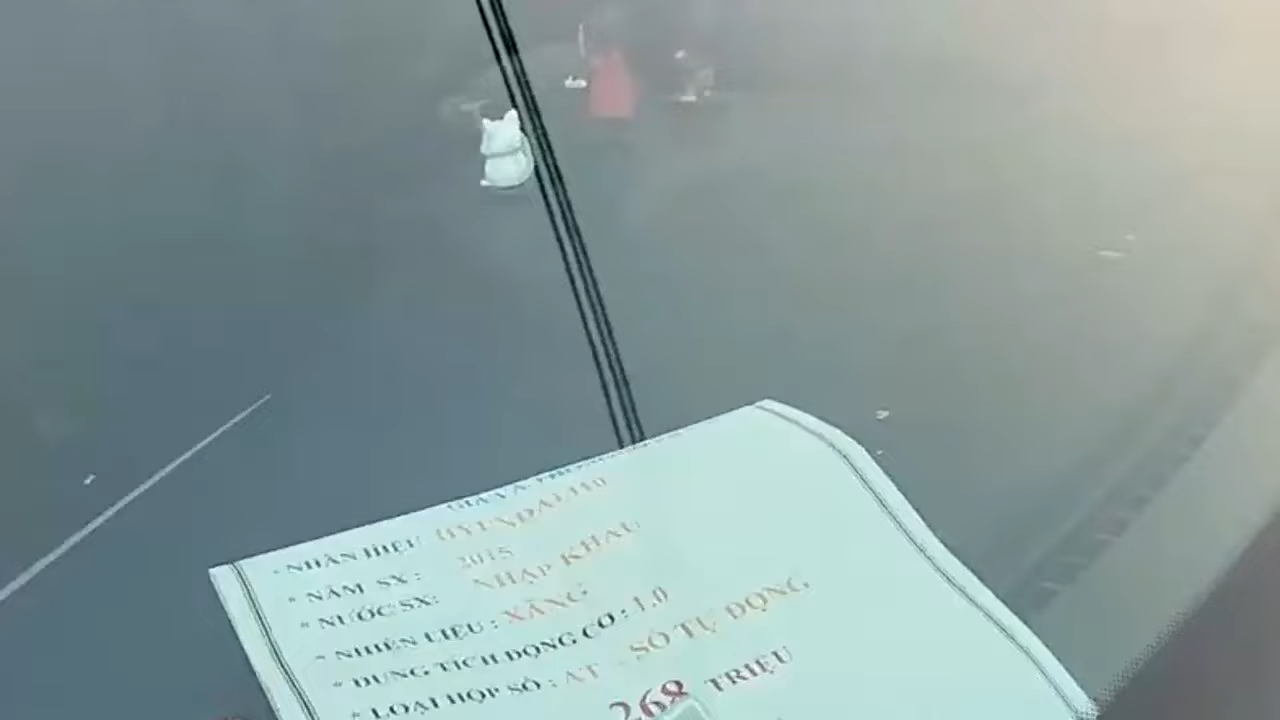 * NHÃN HIỆU HYUNDAI I10
* NĂM SX : 2015
* NƯỚC SX: NHẬP KHẨU
* NHIÊN LIỆU : XĂNG
* DUNG TÍCH ĐỘNG CƠ : 1.0
* LOẠI HỘP SỐ : AT - SỐ TỰ ĐỘNG
268 TRIỆU